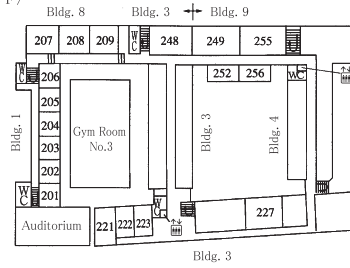 F)
Bldg. 8 Bldg. 3 Bldg. 9
207 208 209 WC 248 249 255
WC 206 252 256 WC
205
Bldg. 1 204 Gym Room No.3 Bldg. 3 Bldg. 4
203
202
WC 201 WC
Auditorium 221 222 223 227
Bldg. 3